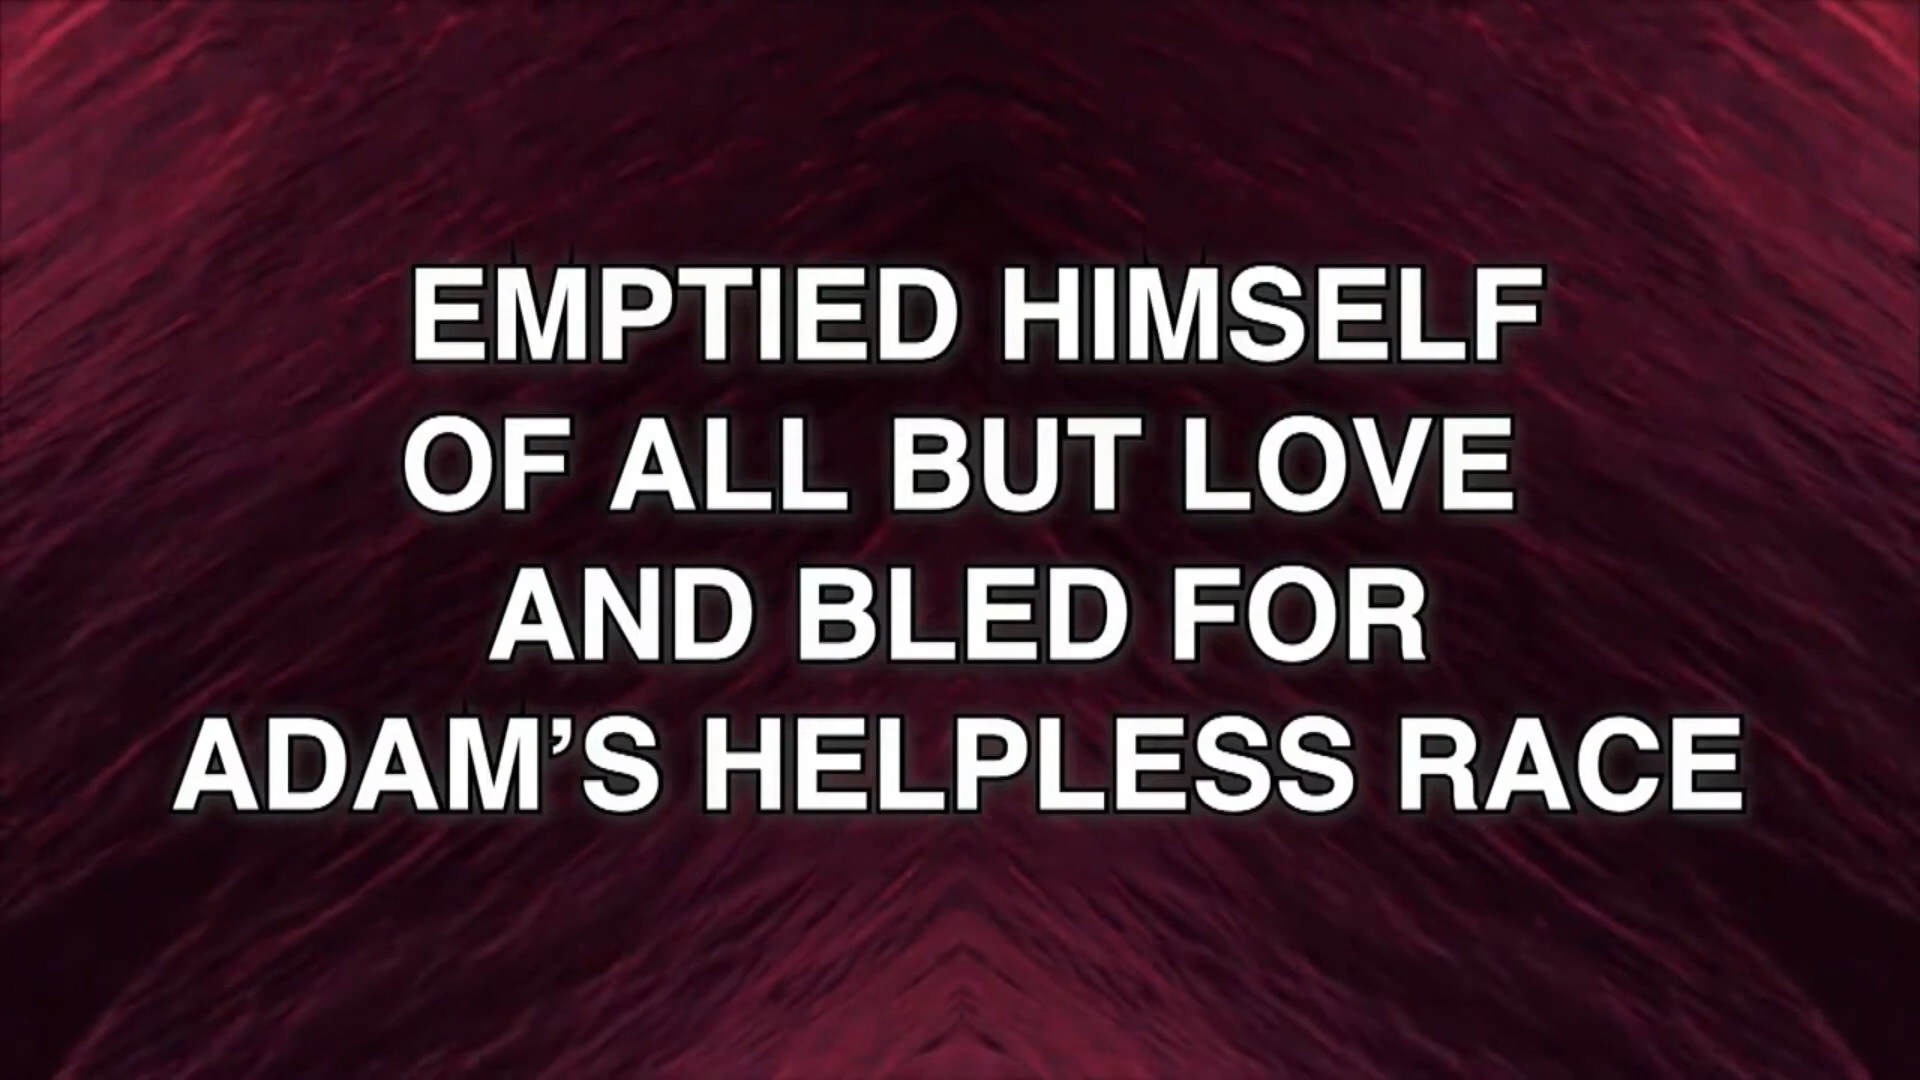 EMPTIED HIMSELF
OF ALL BUT LOVE
AND BLED FOR
ADAM’S HELPLESS RACE